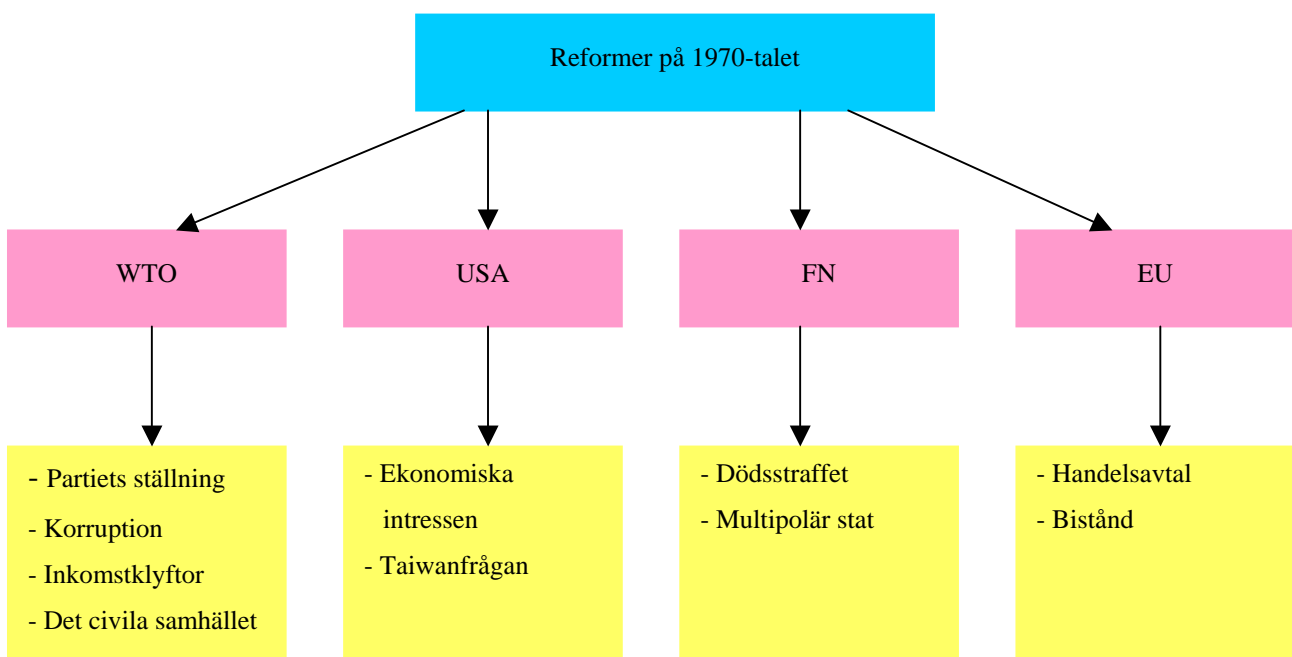 Reformer på 1970-talet
WTO
USA
FN
EU
- Partiets ställning
- Korruption
- Inkomstklyftor
- Det civila samhället
- Ekonomiska
intressen
- Taiwanfrågan
- Dödsstraffet
- Multipolär stat
- Handelsavtal
- Bistånd